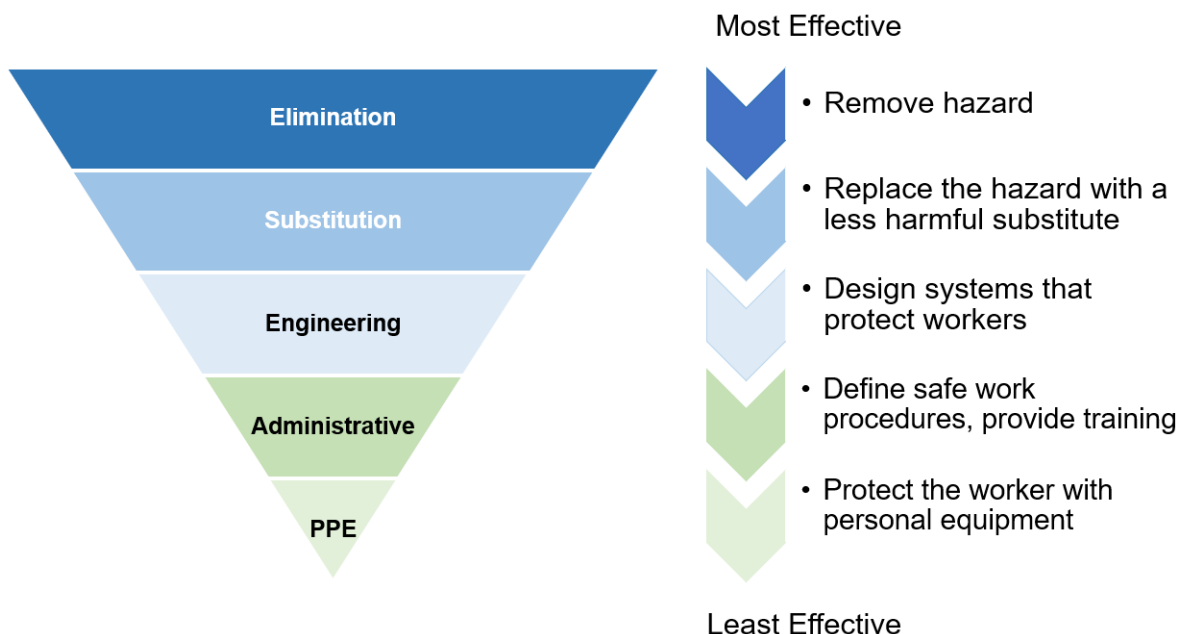 Most Effective
Elimination
• Remove hazard
Substitution
• Replace the hazard with a
less harmful substitute
Engineering
• Design systems that
protect workers
Administrative
• Define safe work
procedures, provide training
PPE
• Protect the worker with
personal equipment
Least Effective